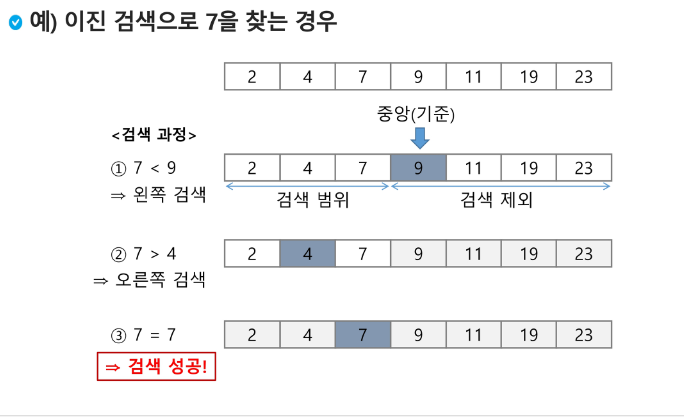 예) 이진 검색으로 7을 찾는 경우
2 4 7 9 11 19 23
중앙(기준)
<검색 과정>
① 7 < 9
2 4 7 9 11 19 23
⇒ 왼쪽 검색
검색 범위
검색 제외
② 7 > 4
2 4 7 9 11 19 23
⇒ 오른쪽 검색
③ 7 = 7
2 4 7 9 11 19 23
⇒ 검색 성공!